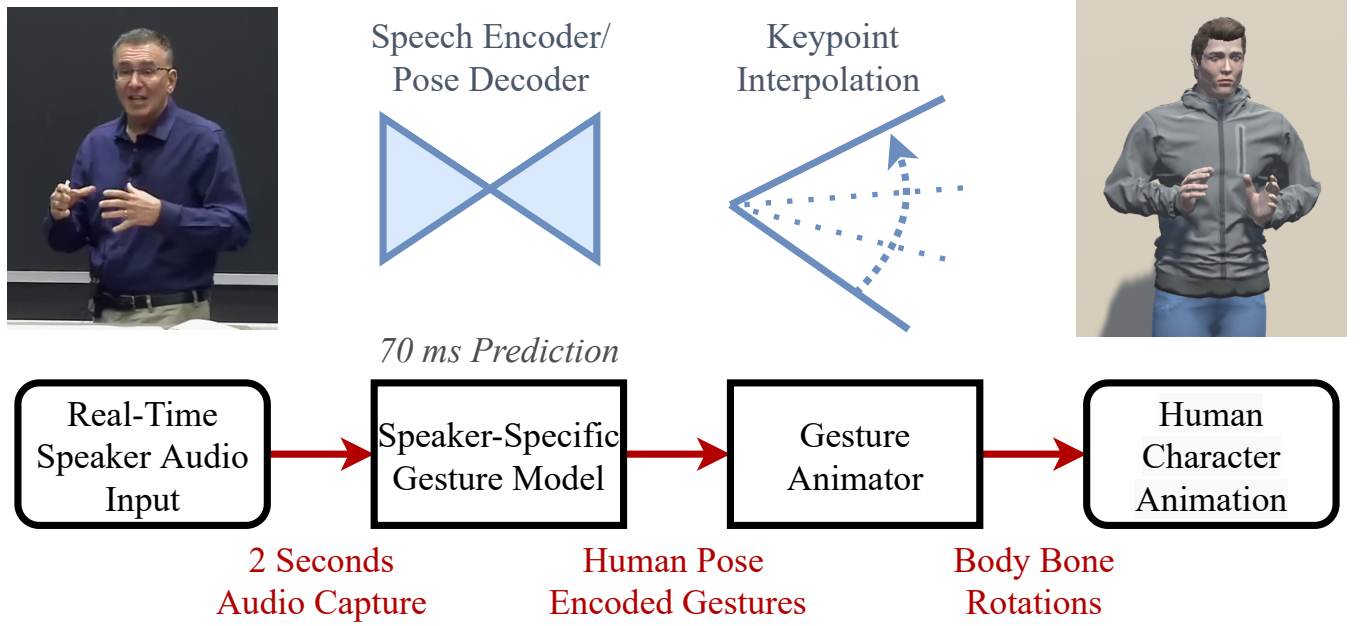 Speech Encoder/
Pose Decoder
Keypoint
Interpolation
70 ms Prediction
Real-Time
Speaker Audio
Input
Speaker-Specific
Gesture Model
Gesture
Animator
Human
Character
Animation
2 Seconds
Audio Capture
Human Pose
Encoded Gestures
Body Bone
Rotations